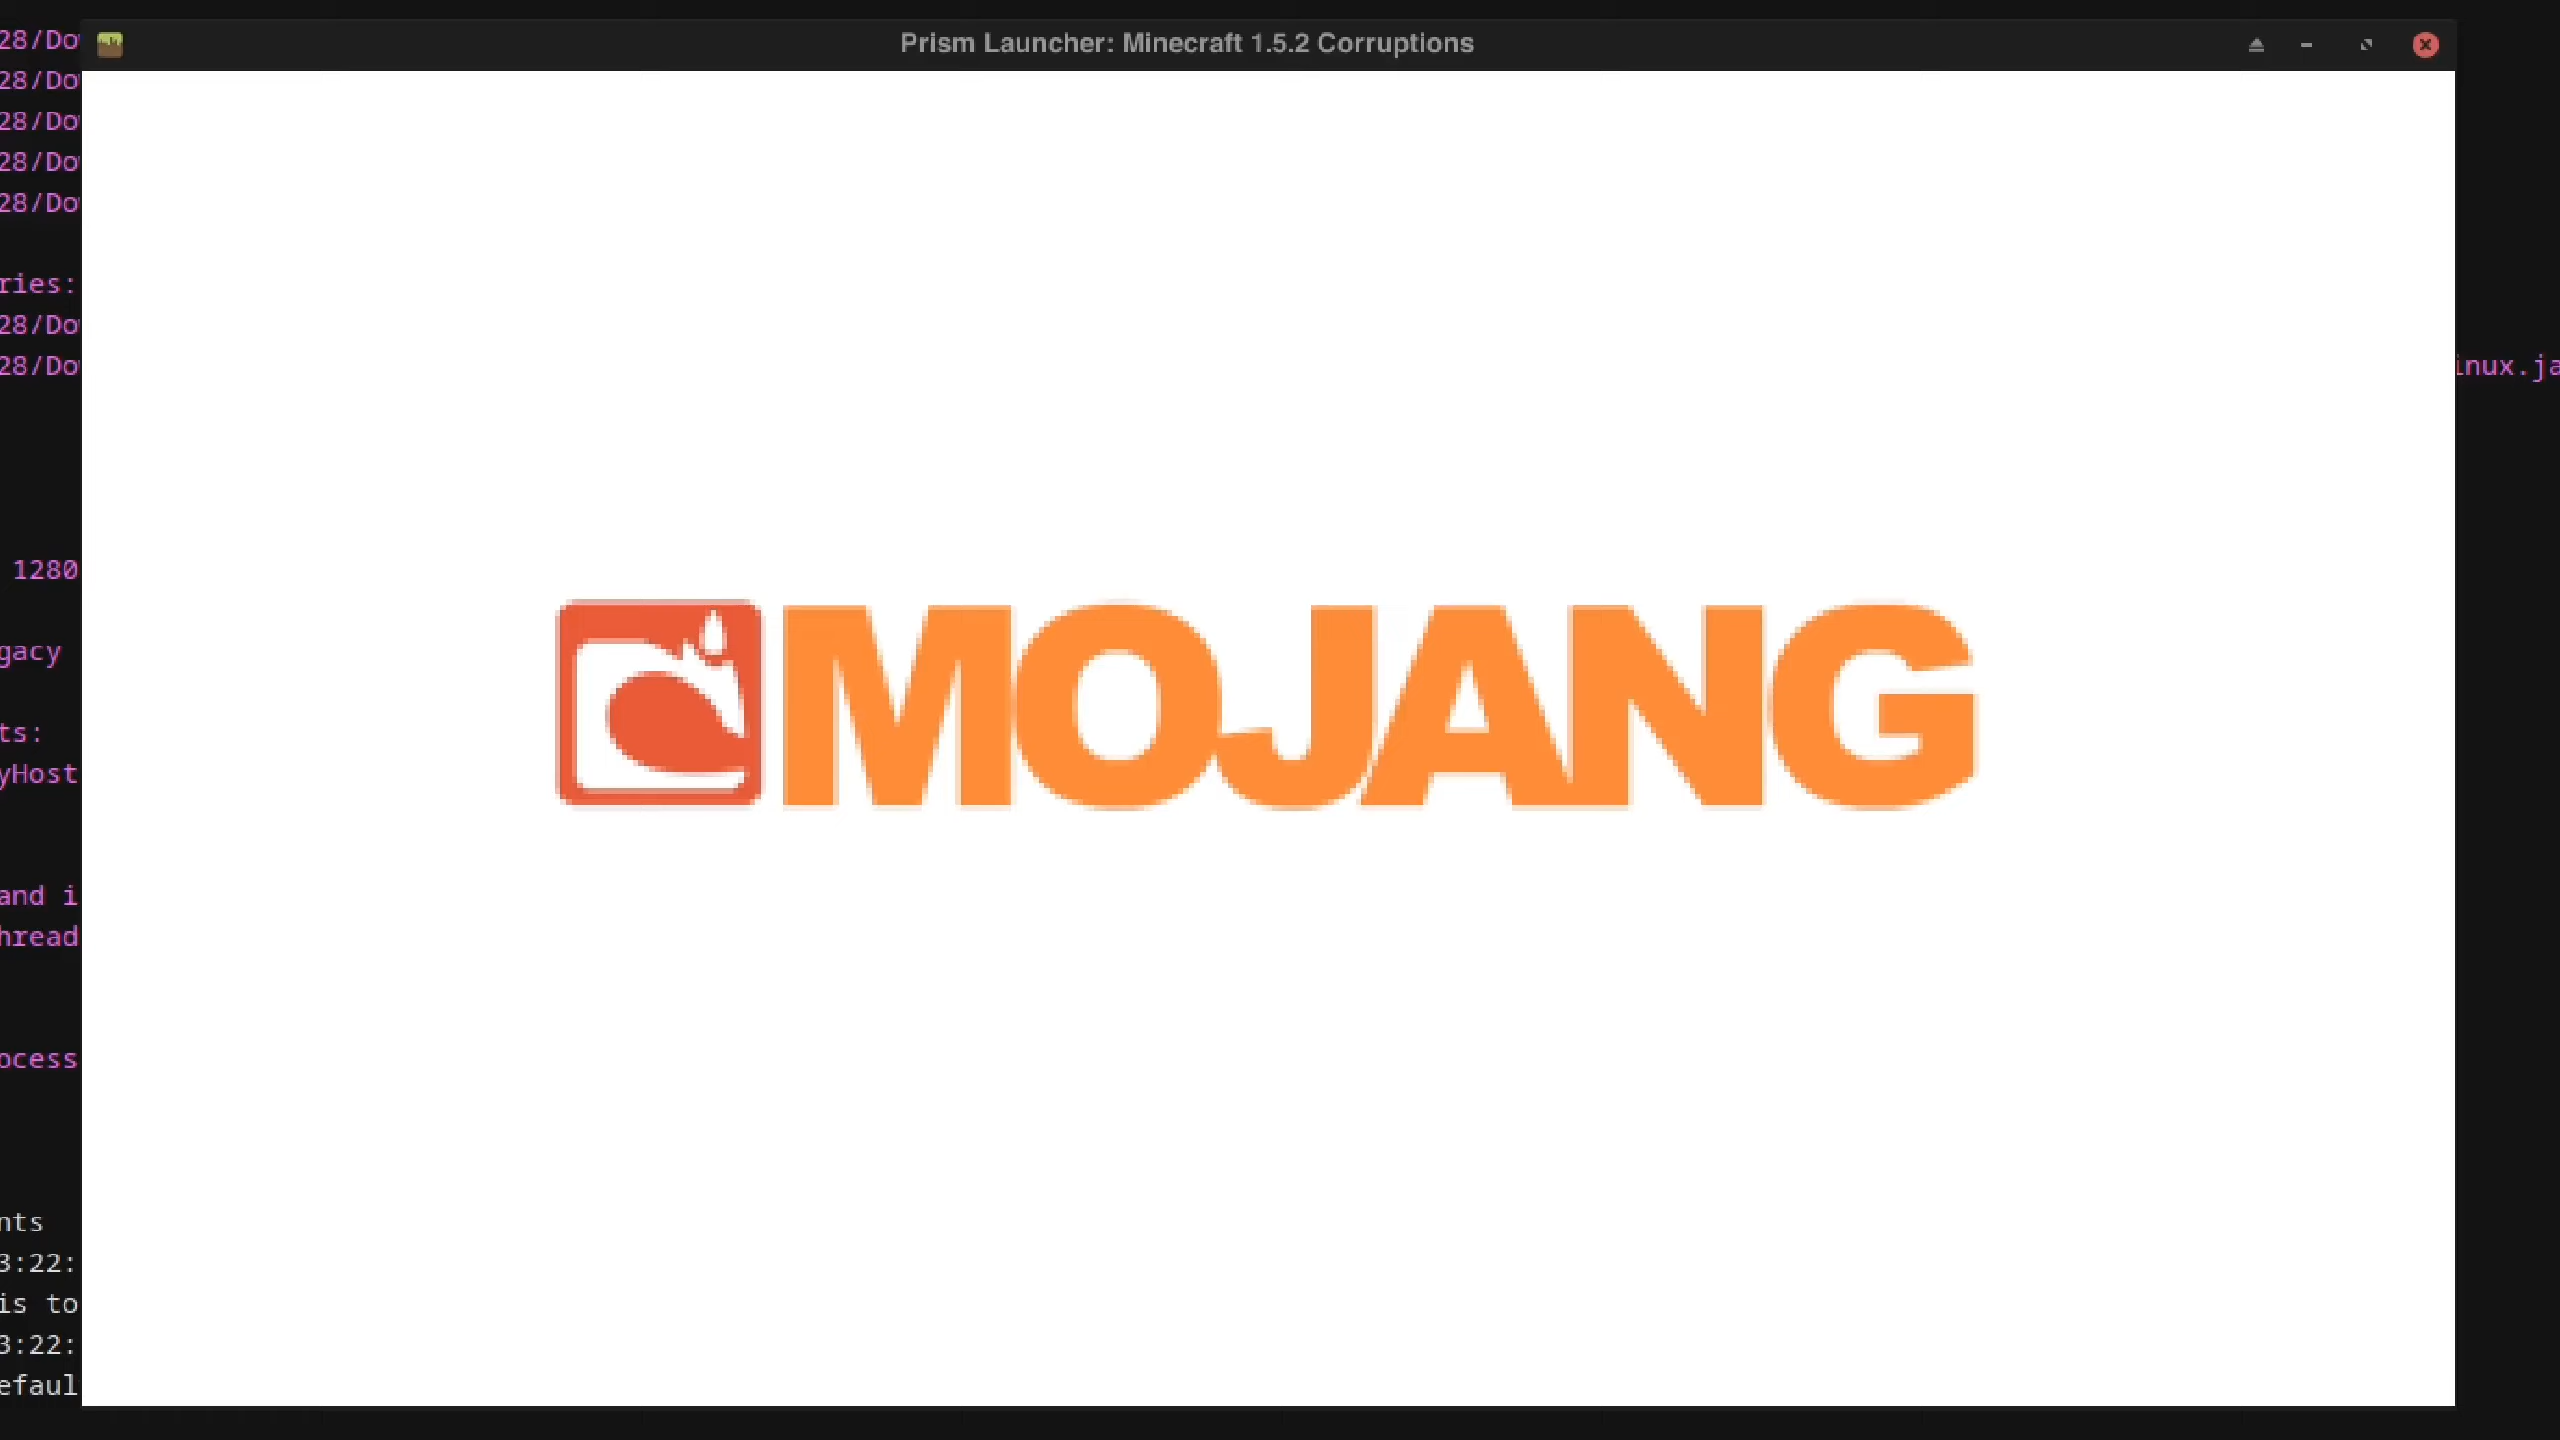 Prism Launcher: Minecraft 1.5.2 Corruptions
28/Do
28/Do
28/Do
28/Do
28/Do
ries:
28/Do
28/Do
inux.ja
1280
MOJANG
gacy
ts:
yHost
and i
hread
ocess
nts
3:22:
is to
3:22:
efaul